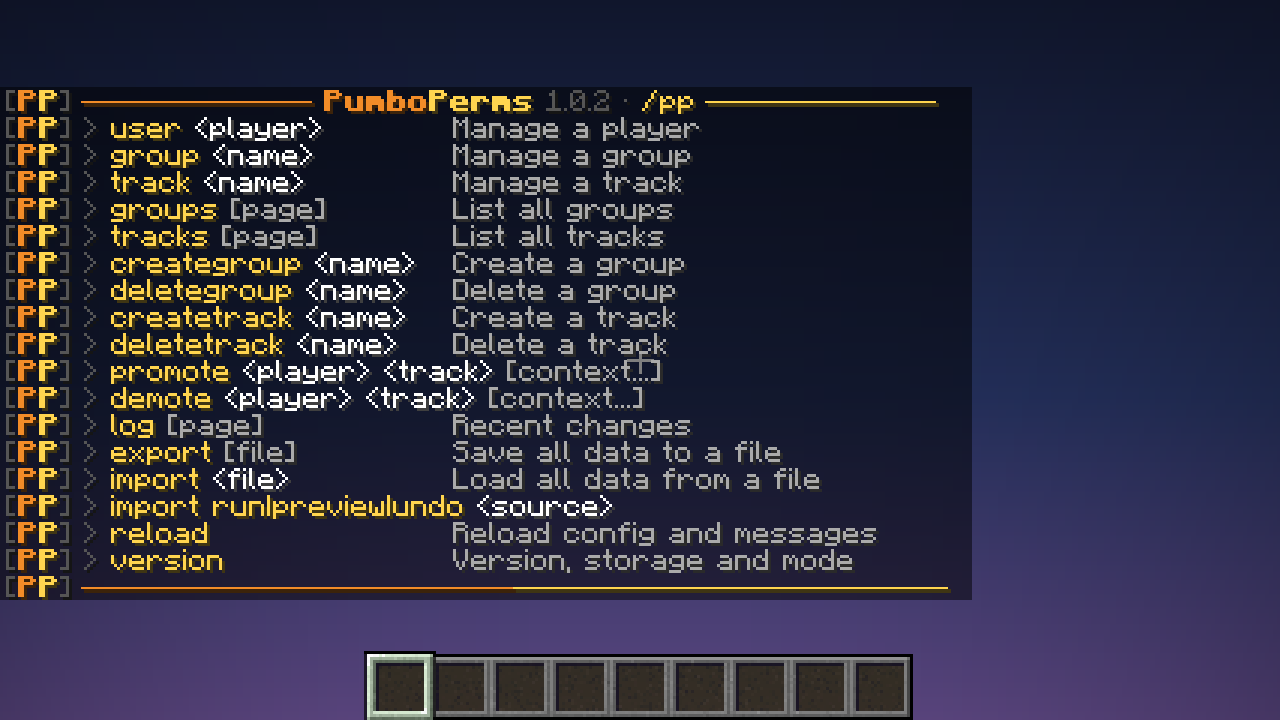 [PP] PumboPerms 1.0.2 · /pp
[PP] > user <player> Manage a player
[PP] > group <name> Manage a group
[PP] > track <name> Manage a track
[PP] > groups [page] List all groups
[PP] > tracks [page] List all tracks
[PP] > creategroup <name> Create a group
[PP] > deletegroup <name> Delete a group
[PP] > createtrack <name> Create a track
[PP] > deletetrack <name> Delete a track
[PP] > promote <player> <track> [context...]
[PP] > demote <player> <track> [context...]
[PP] > log [page] Recent changes
[PP] > export [file] Save all data to a file
[PP] > import <file> Load all data from a file
[PP] > import run|preview|undo <source>
[PP] > reload Reload config and messages
[PP] > version Version, storage and mode
[PP]